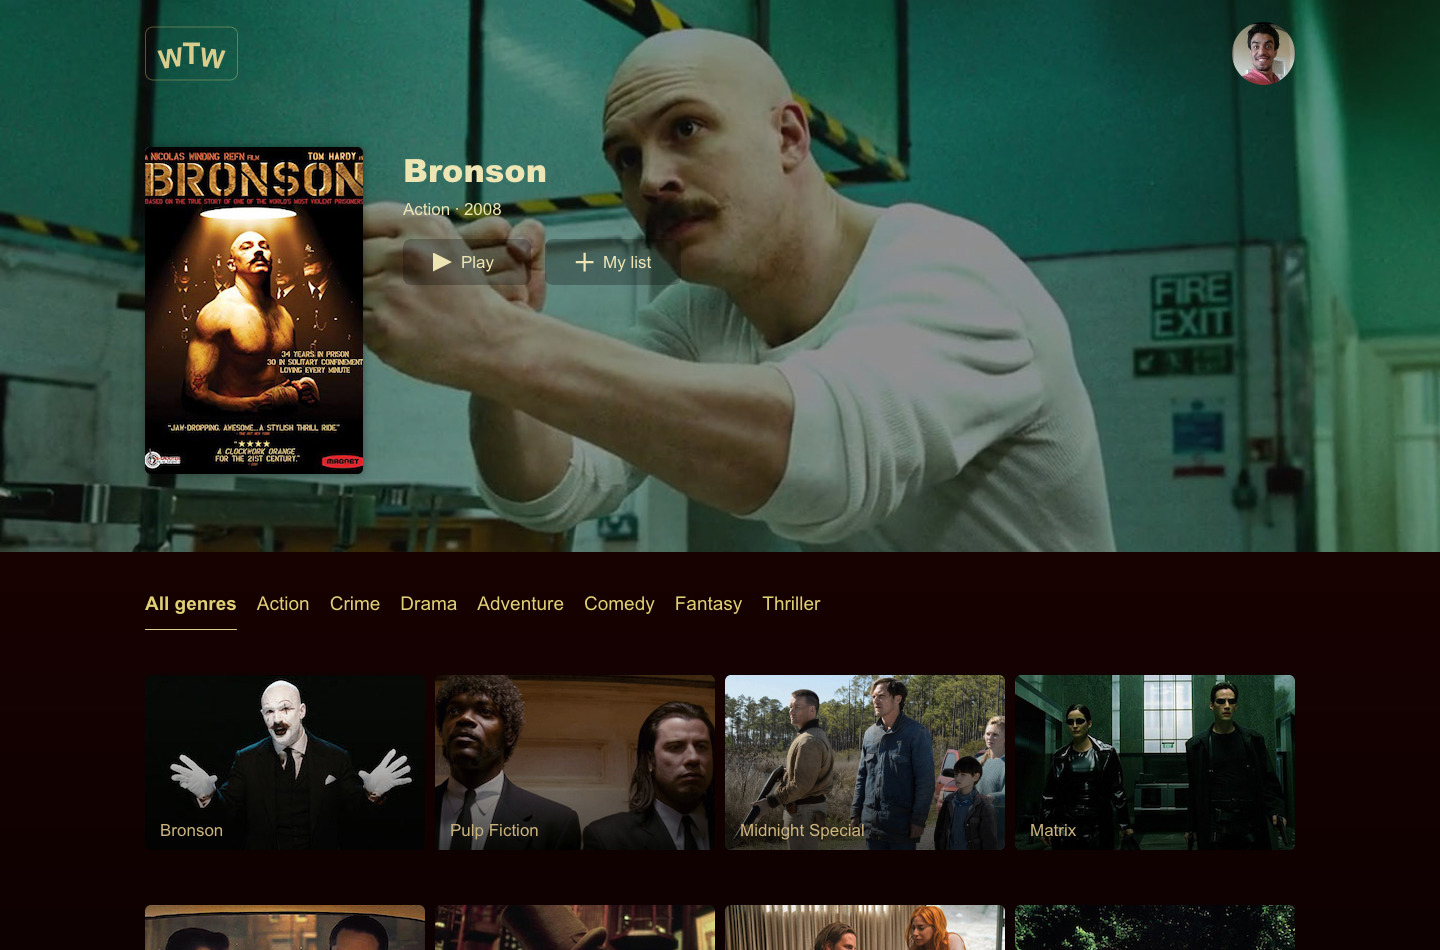 WTW
A NICOLAS WINDING REFN FILM TOM HARDY
BRONSON
BASED ON THE TRUE STORY OF ONE OF THE WORLD'S MOST VIOLENT PRISONERS
34 YEARS IN PRISON
30 IN SOLITARY CONFINEMENT
LOVING EVERY MINUTE
"JAW-DROPPING. AWESOME...A STYLISH THRILL RIDE."
"★★★★
A CLOCKWORK ORANGE
FOR THE 21ST CENTURY."
MAGNET
Bronson
Action · 2008
Play
My list
FIRE
EXIT
All genres Action Crime Drama Adventure Comedy Fantasy Thriller
Bronson Pulp Fiction Midnight Special Matrix